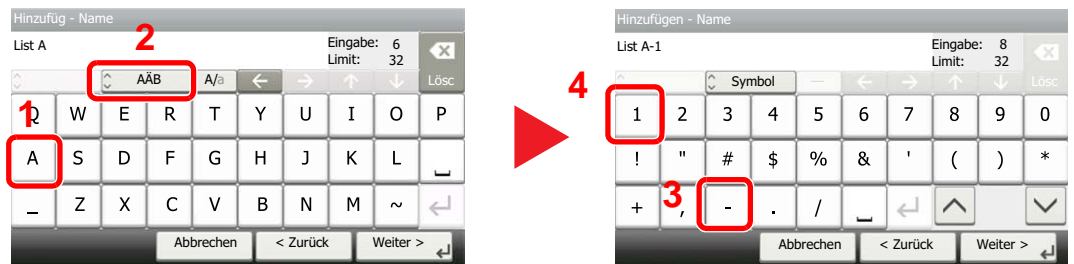 Hinzufüg - Name
List A
2
Eingabe: 6
Limit: 32
AÄB A/a ← → ↑ ↓ Lösc
1
Q W E R T Y U I O P
A S D F G H J K L
_ Z X C V B N M ~
Abbrechen < Zurück Weiter >
Hinzufügen - Name
List A-1
Eingabe: 8
Limit: 32
4
Symbol — ← → ↑ ↓ Lösc
1 2 3 4 5 6 7 8 9 0
! " # $ % & ' ( ) *
3
+ , - . /
Abbrechen < Zurück Weiter >